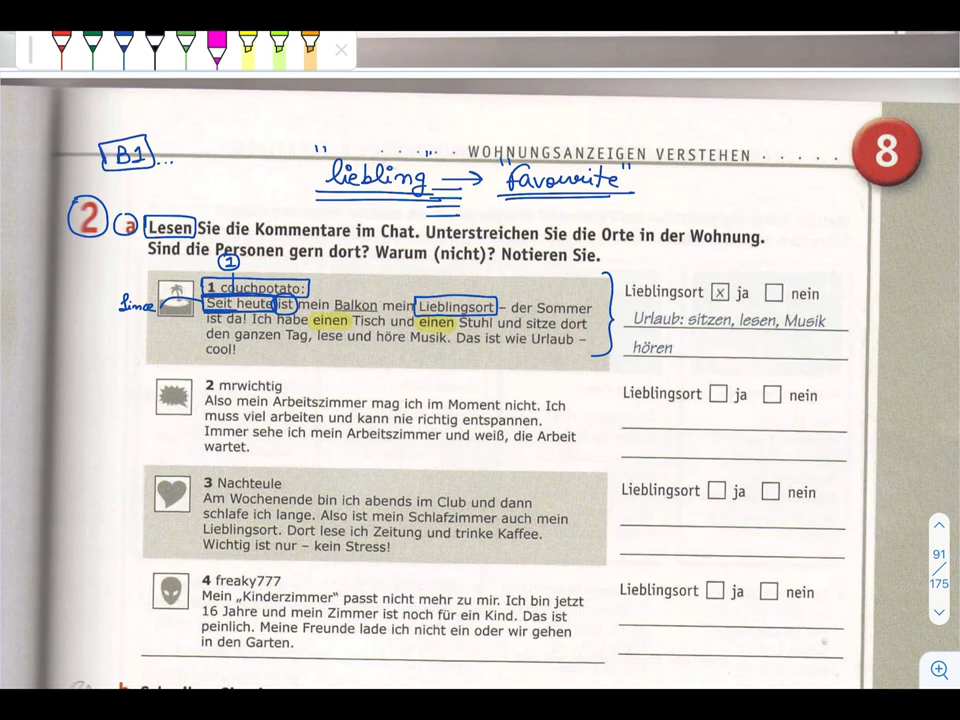 B1...
· · · · · WOHNUNGSANZEIGEN VERSTEHEN · · · · ·
8
"liebling" → "favourite"
2 a Lesen Sie die Kommentare im Chat. Unterstreichen Sie die Orte in der Wohnung.
Sind die Personen gern dort? Warum (nicht)? Notieren Sie.
1
1 couchpotato:
Since
Seit heute ist mein Balkon mein Lieblingsort – der Sommer
ist da! Ich habe einen Tisch und einen Stuhl und sitze dort
den ganzen Tag, lese und höre Musik. Das ist wie Urlaub –
cool!
Lieblingsort x ja nein
Urlaub: sitzen, lesen, Musik
hören
2 mrwichtig
Also mein Arbeitszimmer mag ich im Moment nicht. Ich
muss viel arbeiten und kann nie richtig entspannen.
Immer sehe ich mein Arbeitszimmer und weiß, die Arbeit
wartet.
Lieblingsort ja nein
3 Nachteule
Am Wochenende bin ich abends im Club und dann
schlafe ich lange. Also ist mein Schlafzimmer auch mein
Lieblingsort. Dort lese ich Zeitung und trinke Kaffee.
Wichtig ist nur – kein Stress!
Lieblingsort ja nein
4 freaky777
Mein „Kinderzimmer" passt nicht mehr zu mir. Ich bin jetzt
16 Jahre und mein Zimmer ist noch für ein Kind. Das ist
peinlich. Meine Freunde lade ich nicht ein oder wir gehen
in den Garten.
Lieblingsort ja nein
91
175